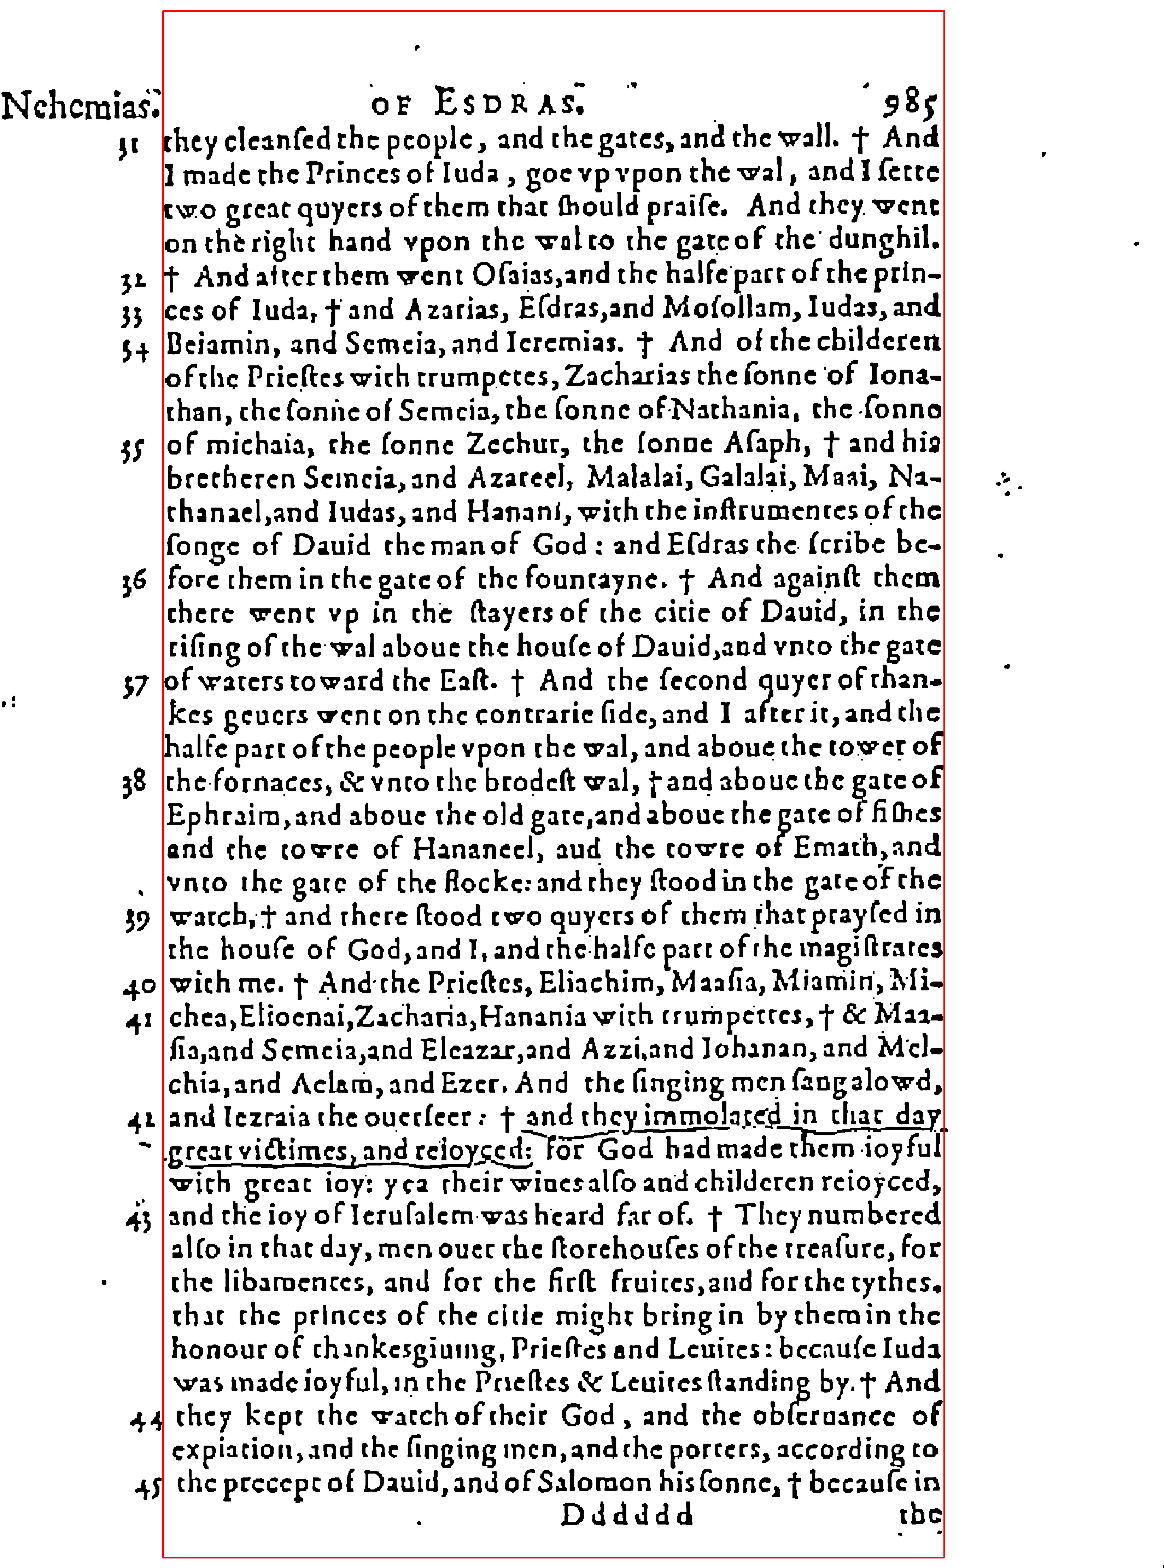 Nehemias. OF ESDRAS. 985
31 they cleanſed the people, and the gates, and the wall. † And
I made the Princes of Iuda, goe vp vpon the wal, and I ſette
two great quyers of them that ſhould praiſe. And they went
on the right hand vpon the wal to the gate of the dunghil.
32 † And after them went Oſaias, and the halfe part of the prin-
33 ces of Iuda, † and Azarias, Eſdras, and Moſollam, Iudas, and
34 Beiamin, and Semeia, and Ieremias. † And of the childeren
of the Prieſtes with trumpetes, Zacharias the ſonne of Iona-
than, the ſonne of Semeia, the ſonne of Nathania, the ſonno
35 of michaia, the ſonne Zechur, the ſonne Aſaph, † and his
bretheren Semeia, and Azareel, Malalai, Galalai, Maai, Na-
thanael, and Iudas, and Hanani, with the inſtrumentes of the
ſonge of Dauid the man of God: and Eſdras the ſcribe be-
36 fore them in the gate of the fountayne. † And againſt them
there went vp in the ſtayers of the citie of Dauid, in the
riſing of the wal aboue the houſe of Dauid, and vnto the gate
37 of waters toward the Eaſt. † And the ſecond quyer of than-
kes geuers went on the contrarie ſide, and I after it, and the
halfe part of the people vpon the wal, and aboue the tower of
38 the fornaces, & vnto the brodeſt wal, † and aboue the gate of
Ephraim, and aboue the old gate, and aboue the gate of fiſhes
and the towre of Hananeel, aud the towre of Emath, and
vnto the gate of the flocke: and they ſtood in the gate of the
39 watch, † and there ſtood two quyers of them that prayſed in
the houſe of God, and I, and the halfe part of the magiſtrates
40 with me. † And the Prieſtes, Eliachim, Maaſia, Miamin, Mi-
41 chea, Elioenai, Zacharia, Hanania with trumpettes, † & Maa-
ſia, and Semeia, and Eleazar, and Azzi, and Iohanan, and Mel-
chia, and Aelam, and Ezer. And the ſinging men ſang alowd,
42 and Iezraia the ouerſeer: † and they immolated in that day
great victimes, and reioyced: for God had made them ioyful
with great ioy: yea their wiues alſo and childeren reioyced,
43 and the ioy of Ieruſalem was heard far of. † They numbered
alſo in that day, men ouer the ſtorehouſes of the treaſure, for
the libamentes, and for the firſt fruites, and for the tythes,
that the princes of the citie might bring in by them in the
honour of thankesgiuing, Prieſtes and Leuites: becauſe Iuda
was made ioyful, in the Prieſtes & Leuites ſtanding by. † And
44 they kept the watch of their God, and the obſeruance of
expiation, and the ſinging men, and the porters, according to
45 the precept of Dauid, and of Salomon his ſonne, † becauſe in
Dddddd the